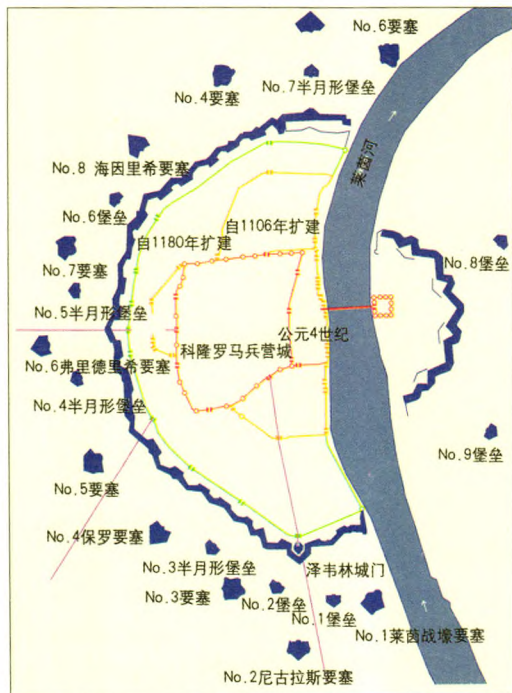 No.6要塞
No.7半月形堡垒
No.4要塞
莱茵河
No.8 海因里希要塞
No.6堡垒
自1106年扩建
自1180年扩建
No.7要塞
No.8堡垒
No.5半月形堡垒
公元4世纪
科隆罗马兵营城
No.6弗里德里希要塞
No.4半月形堡垒
No.9堡垒
No.5要塞
No.4保罗要塞
No.3半月形堡垒
泽韦林城门
No.3要塞
No.2堡垒
No.1堡垒
No.1莱茵战壕要塞
No.2尼古拉斯要塞